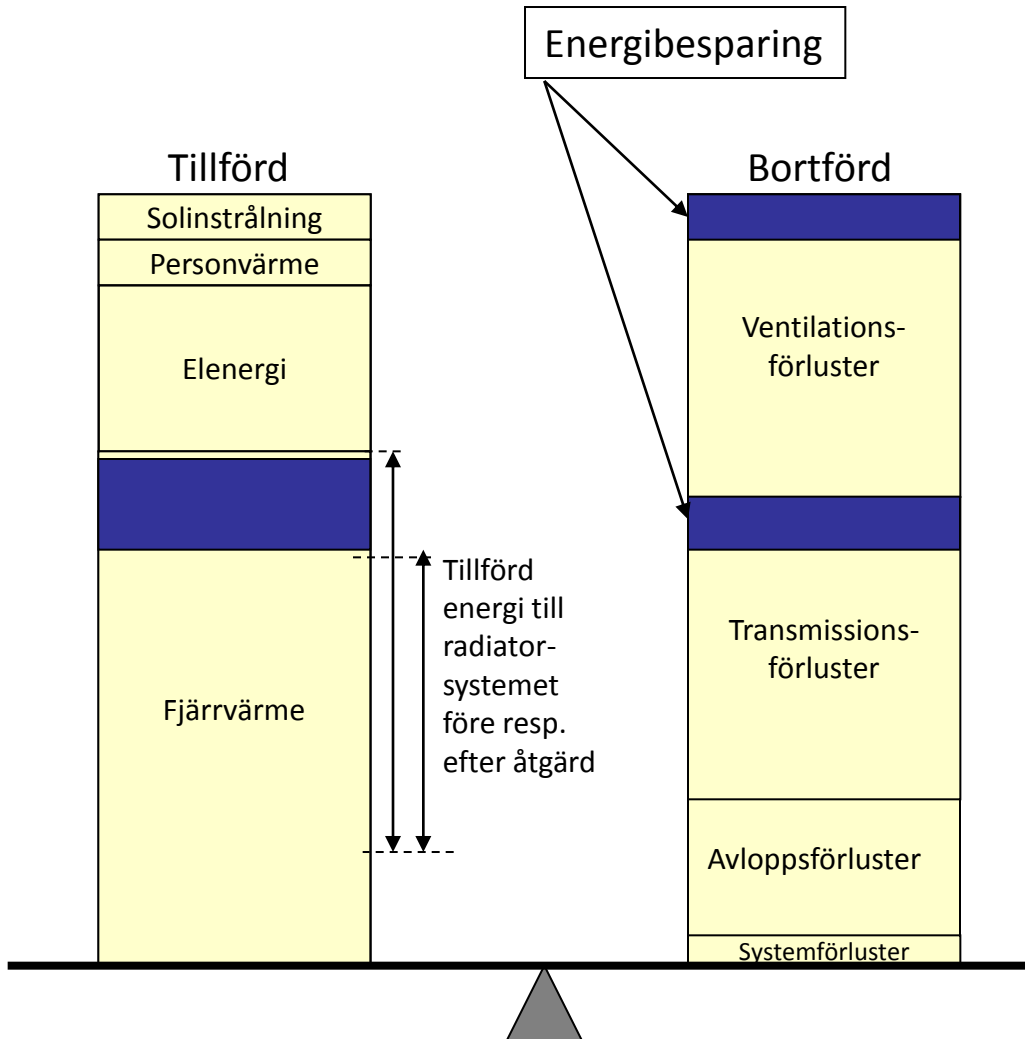 Energibesparing
Tillförd
Solinstrålning
Personvärme
Elenergi
Fjärrvärme
Tillförd
energi till
radiator-
systemet
före resp.
efter åtgärd
Bortförd
Ventilations-
förluster
Transmissions-
förluster
Avloppsförluster
Systemförluster